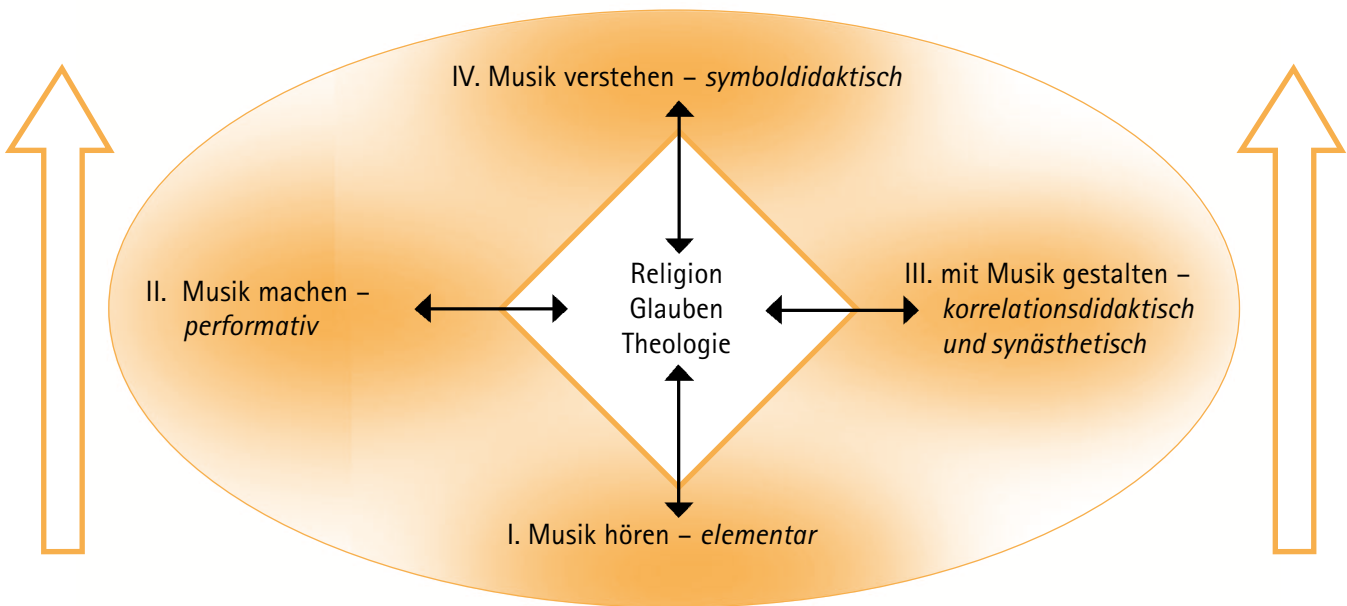 IV. Musik verstehen – symboldidaktisch
II. Musik machen –
performativ
Religion
Glauben
Theologie
III. mit Musik gestalten –
korrelationsdidaktisch
und synästhetisch
I. Musik hören – elementar